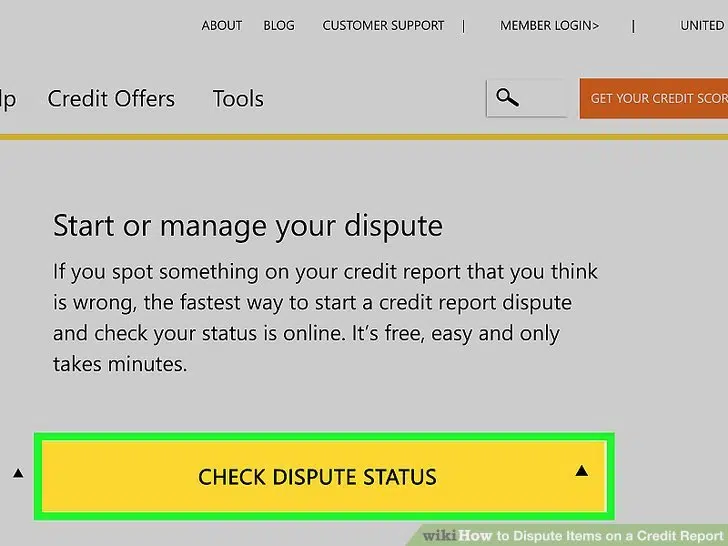 ABOUT BLOG CUSTOMER SUPPORT | MEMBER LOGIN> | UNITED
lp Credit Offers Tools
GET YOUR CREDIT SCOR
Start or manage your dispute
If you spot something on your credit report that you think
is wrong, the fastest way to start a credit report dispute
and check your status is online. It's free, easy and only
takes minutes.
CHECK DISPUTE STATUS
wikiHow to Dispute Items on a Credit Report